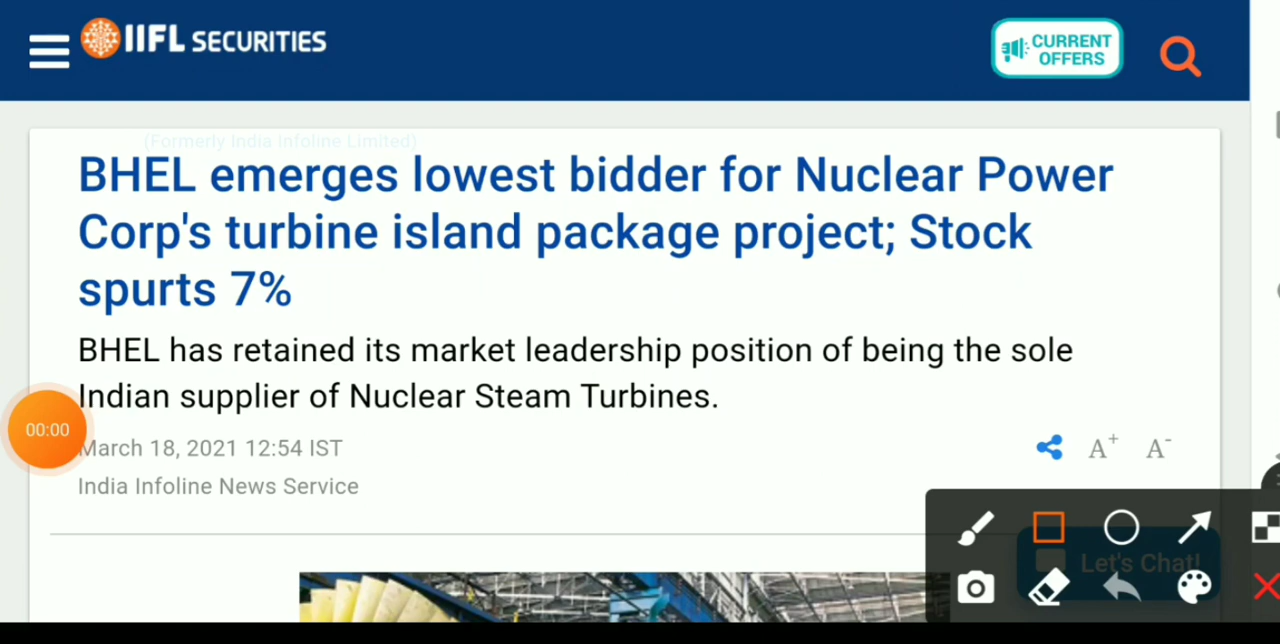 IIFL SECURITIES
CURRENT
OFFERS
(Formerly India Infoline Limited)
BHEL emerges lowest bidder for Nuclear Power
Corp's turbine island package project; Stock
spurts 7%
BHEL has retained its market leadership position of being the sole
Indian supplier of Nuclear Steam Turbines.
00:00
March 18, 2021 12:54 IST
A+ A-
India Infoline News Service
Let's Chat!